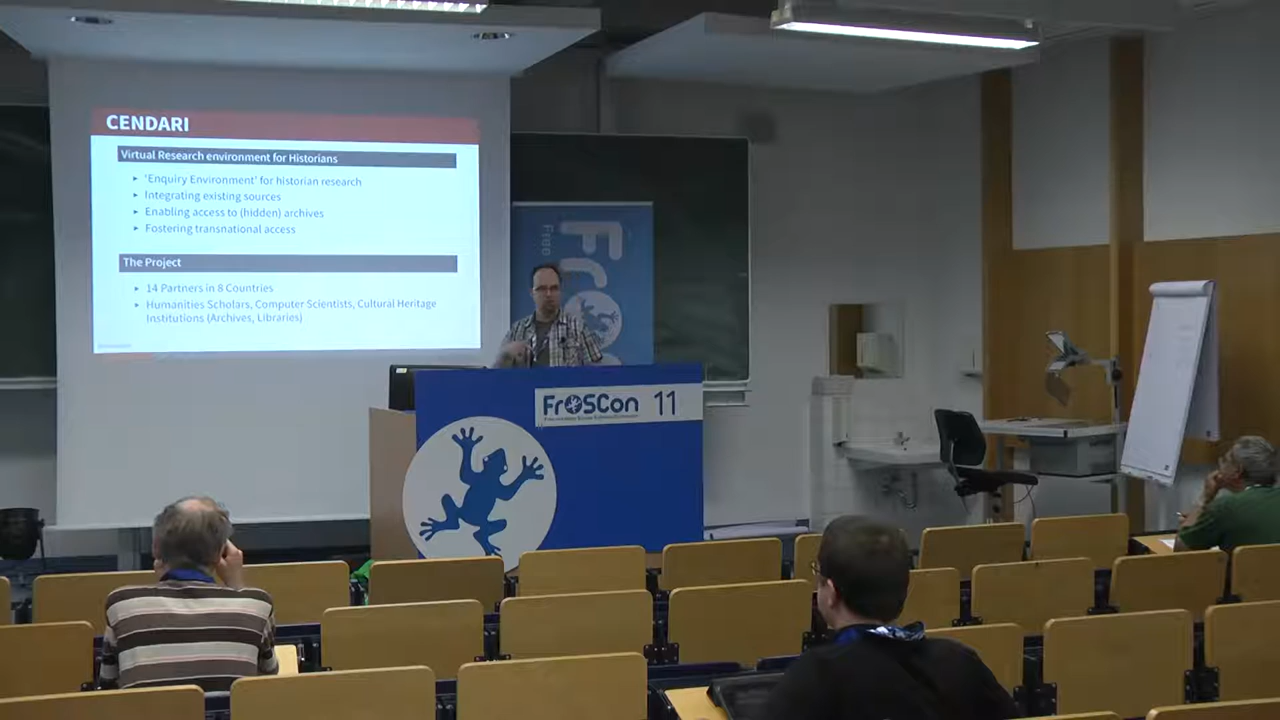 CENDARI
Virtual Research environment for Historians
‣ 'Enquiry Environment' for historian research
‣ Integrating existing sources
‣ Enabling access to (hidden) archives
‣ Fostering transnational access
The Project
‣ 14 Partners in 8 Countries
‣ Humanities Scholars, Computer Scientists, Cultural Heritage
Institutions (Archives, Libraries)
Free
FrOSCon 11